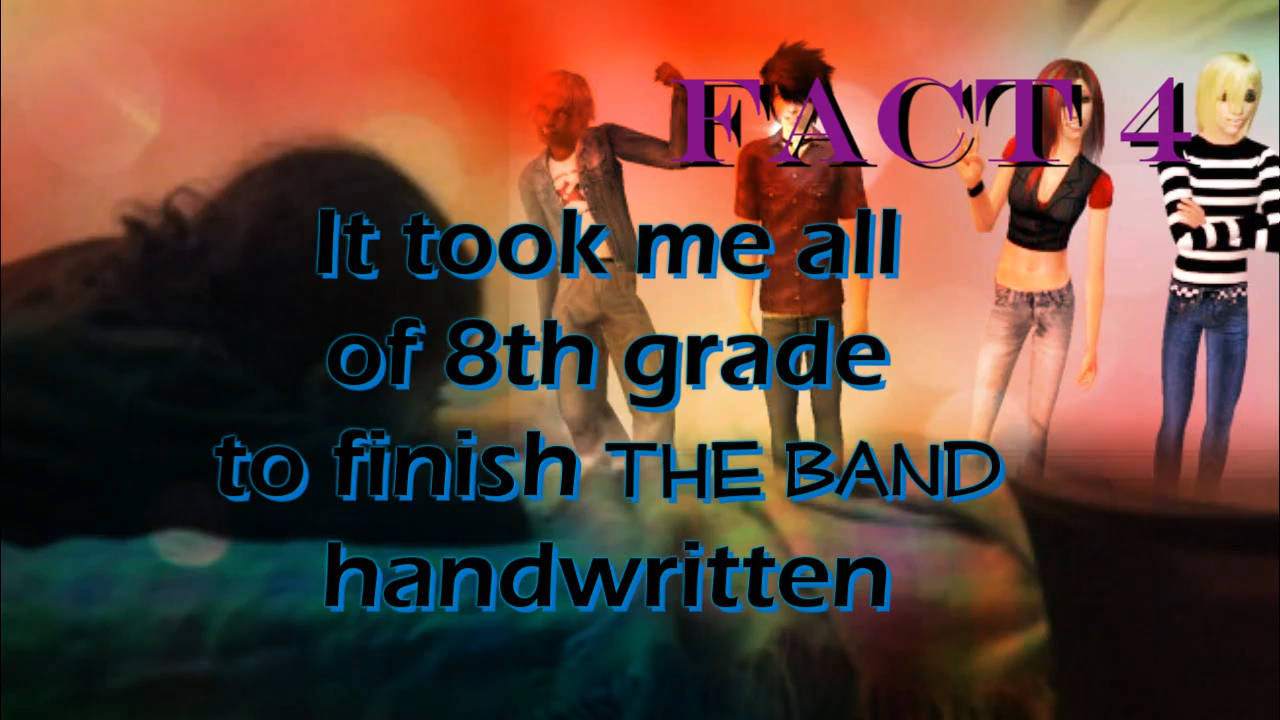 FACT 4
It took me all
of 8th grade
to finish THE BAND
handwritten